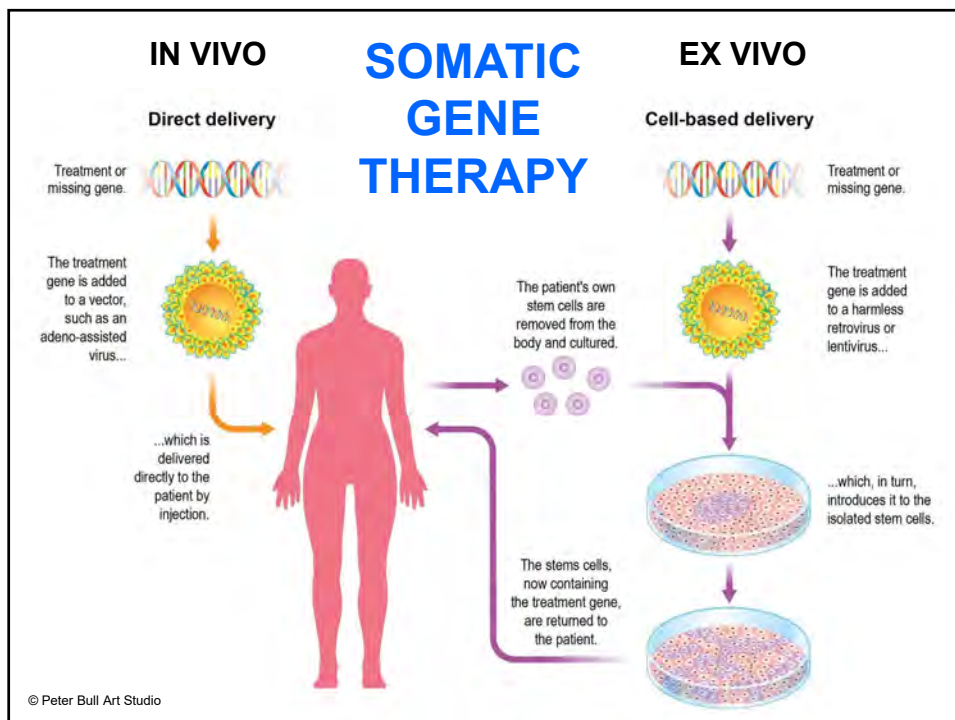 IN VIVO
SOMATIC
GENE
THERAPY
EX VIVO
Direct delivery
Cell-based delivery
Treatment or
missing gene.
Treatment or
missing gene.
The treatment
gene is added
to a vector,
such as an
adeno-assisted
virus...
The patient's own
stem cells are
removed from the
body and cultured.
The treatment
gene is added
to a harmless
retrovirus or
lentivirus...
...which is
delivered
directly to the
patient by
injection.
...which, in turn,
introduces it to the
isolated stem cells.
The stems cells,
now containing
the treatment gene,
are returned to
the patient.
© Peter Bull Art Studio